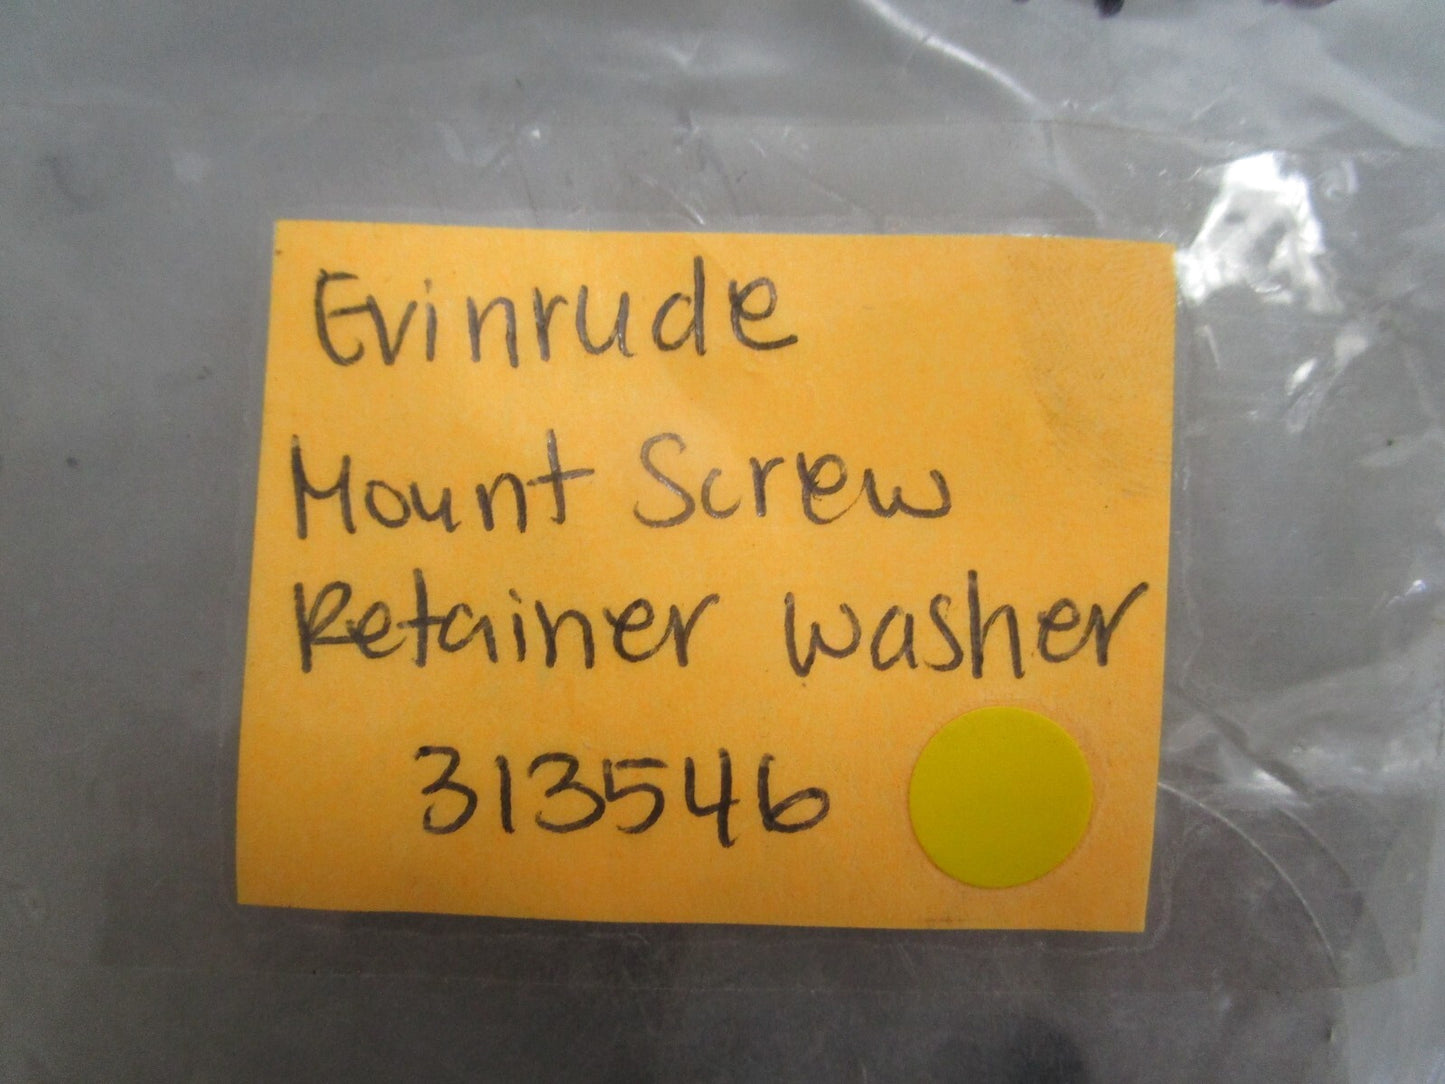 Evinrude
Mount Screw
Retainer washer
313546